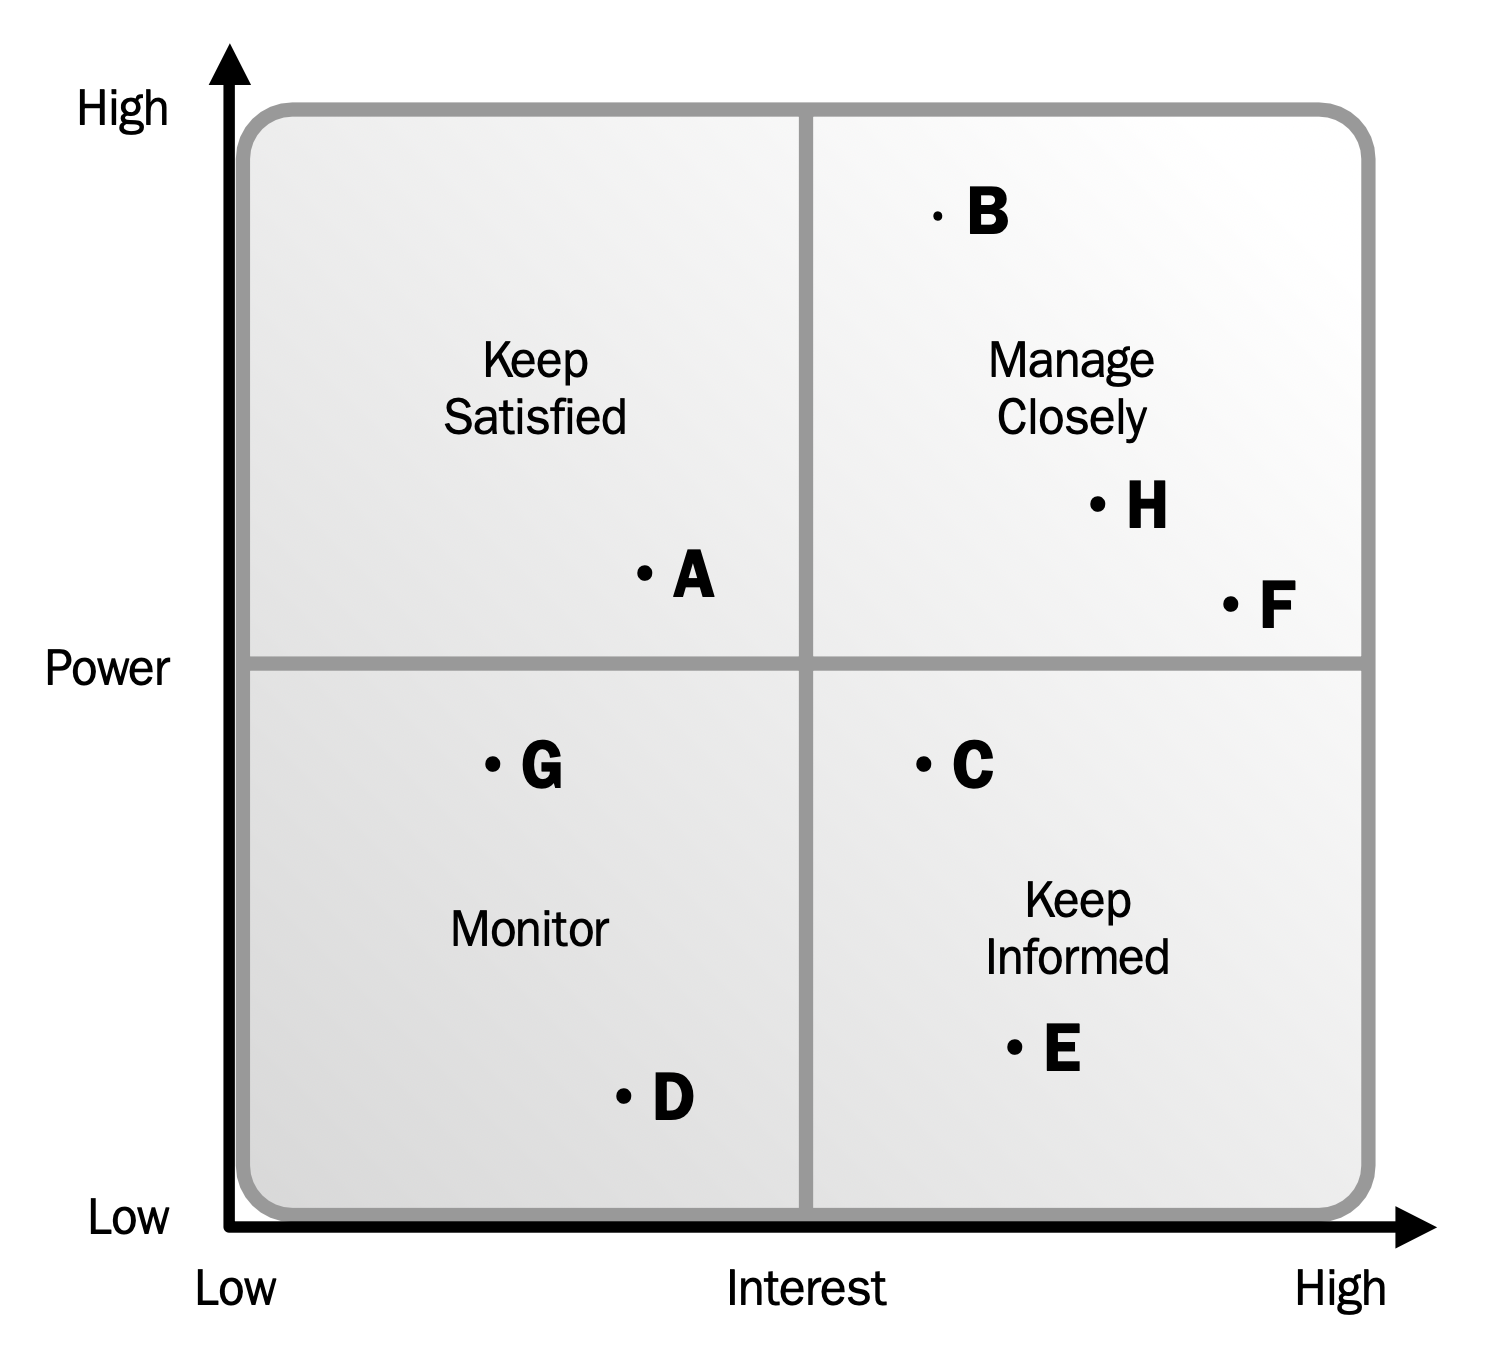 High
B
Keep
Satisfied
Manage
Closely
H
A
F
Power
G
C
Monitor
Keep
Informed
E
D
Low
Low
Interest
High